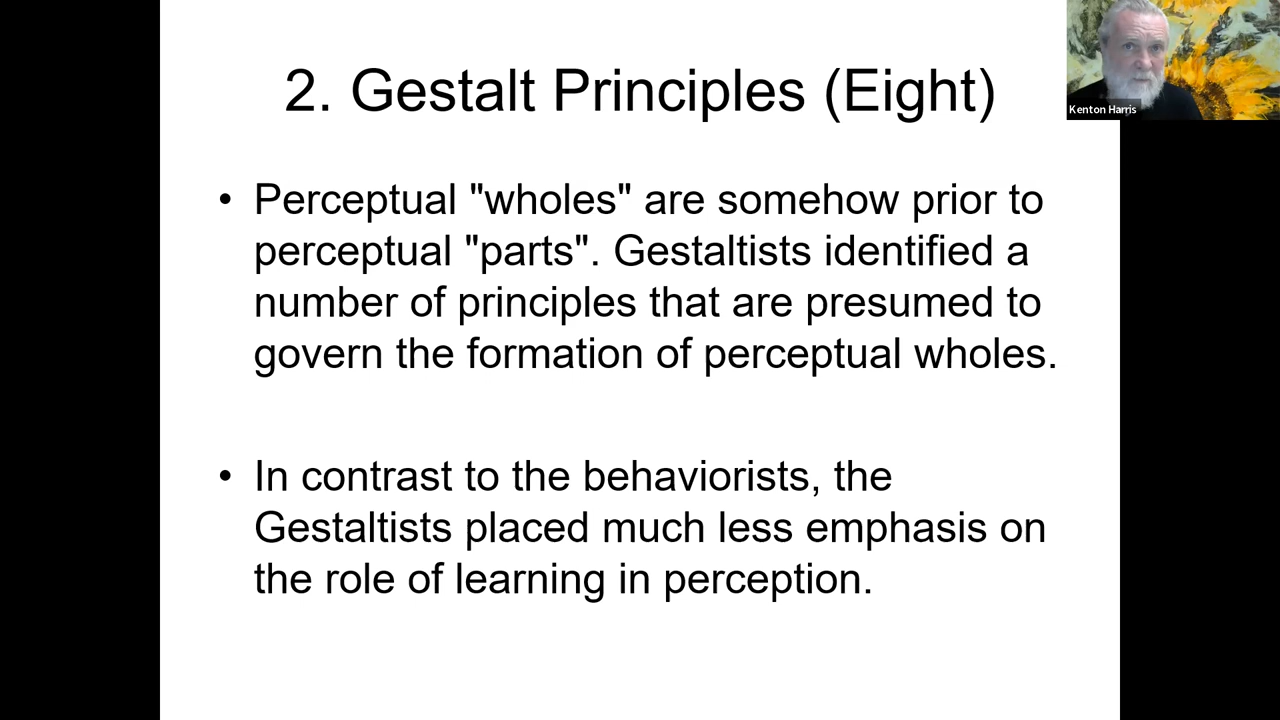 2. Gestalt Principles (Eight)
Kenton Harris
• Perceptual "wholes" are somehow prior to
perceptual "parts". Gestaltists identified a
number of principles that are presumed to
govern the formation of perceptual wholes.
• In contrast to the behaviorists, the
Gestaltists placed much less emphasis on
the role of learning in perception.